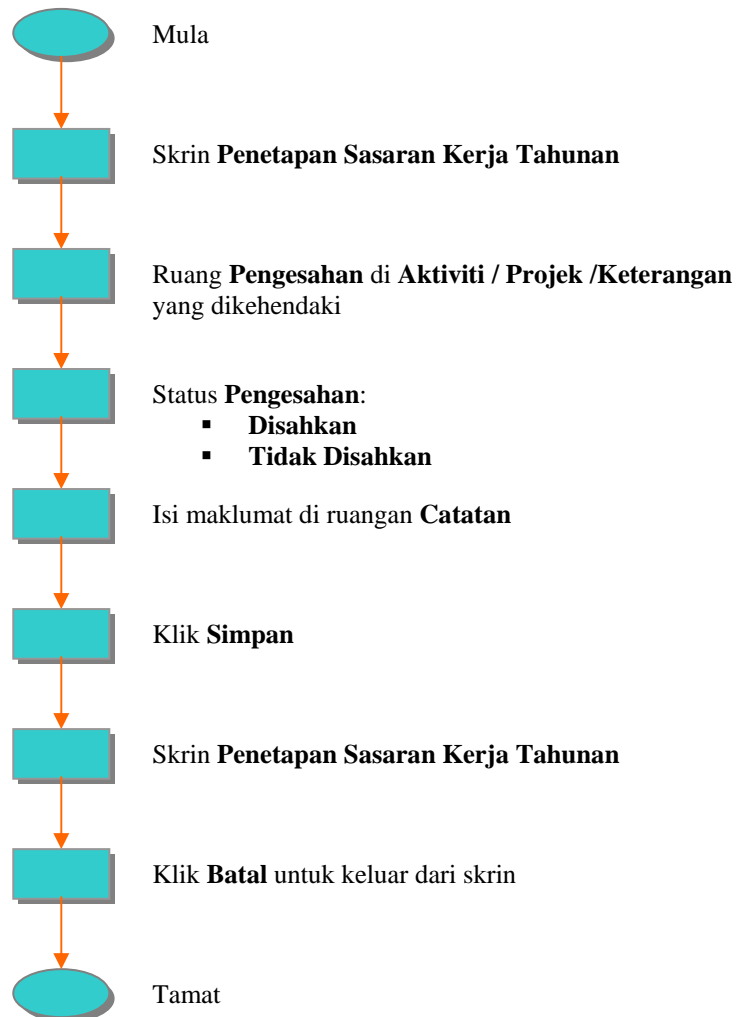 Mula
Skrin Penetapan Sasaran Kerja Tahunan
Ruang Pengesahan di Aktiviti / Projek /Keterangan
yang dikehendaki
Status Pengesahan:
▪ Disahkan
▪ Tidak Disahkan
Isi maklumat di ruangan Catatan
Klik Simpan
Skrin Penetapan Sasaran Kerja Tahunan
Klik Batal untuk keluar dari skrin
Tamat